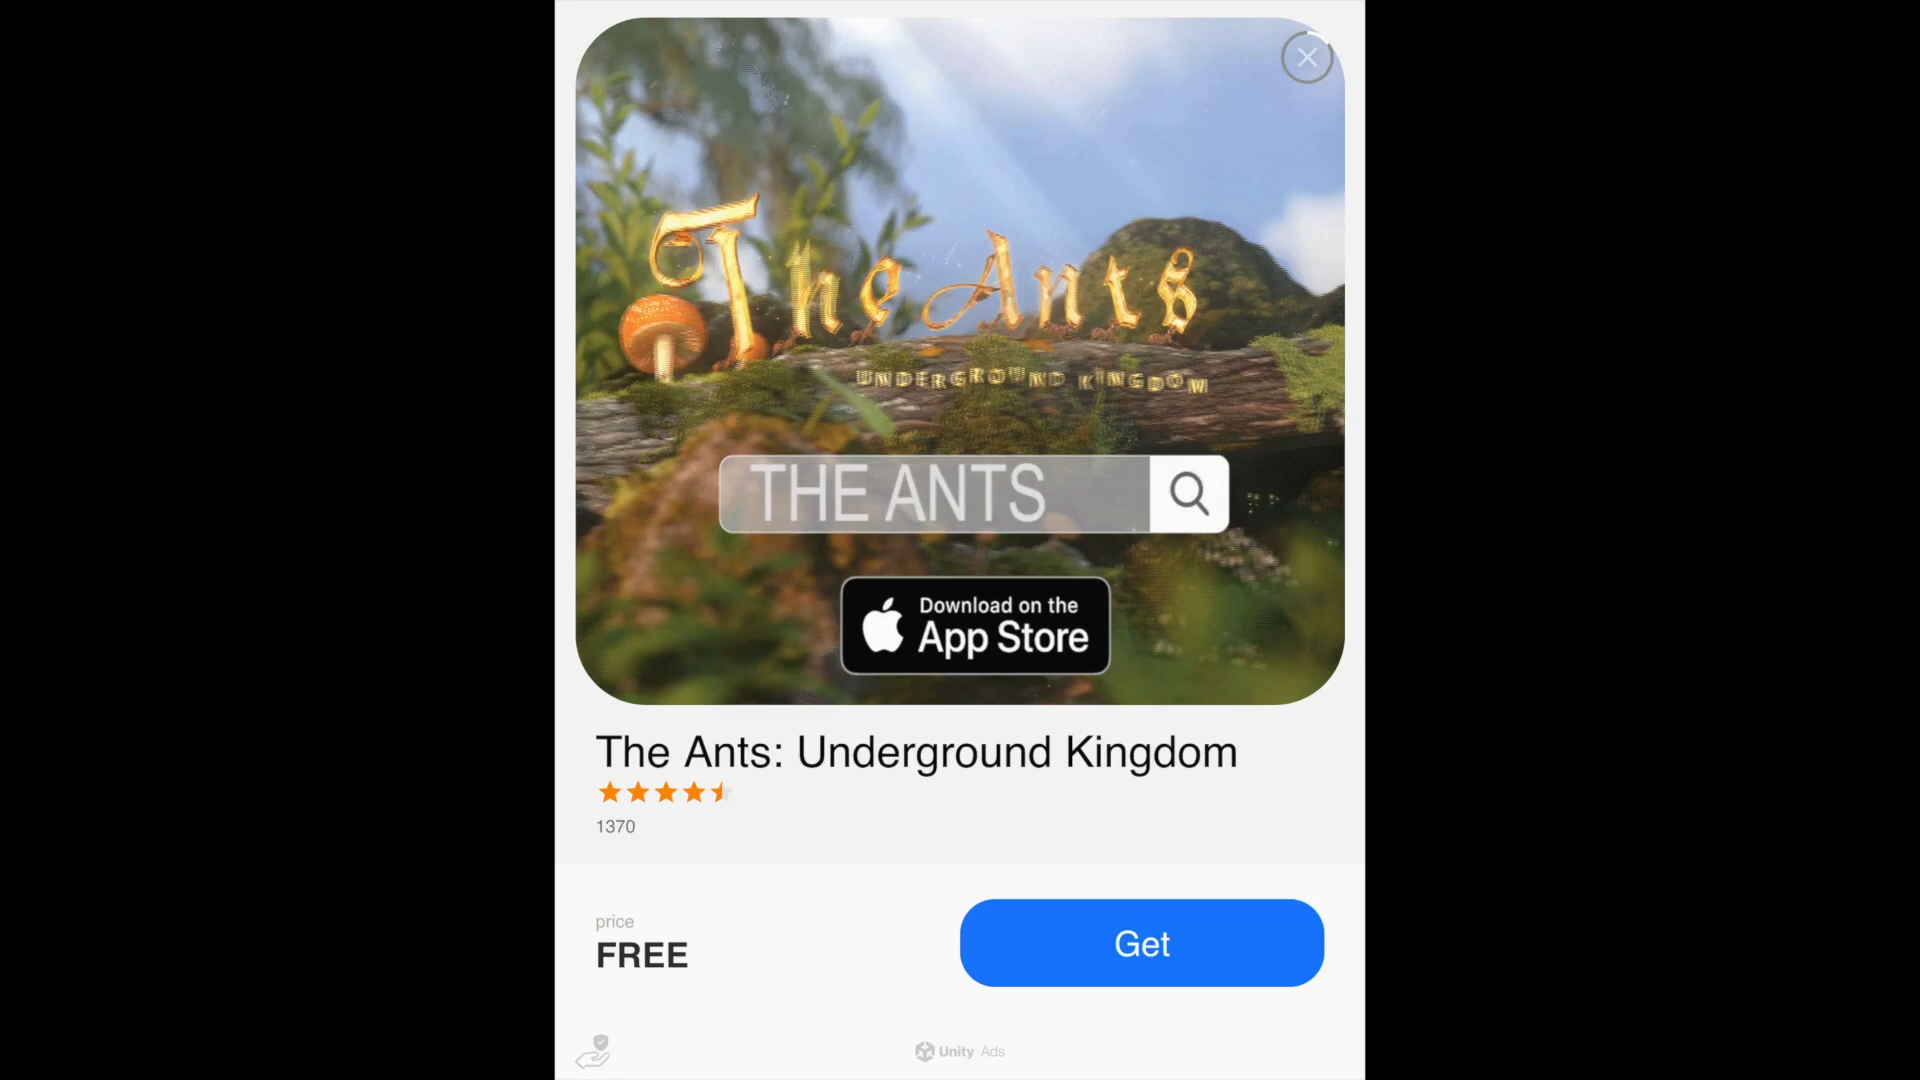 The Ants
UNDERGROUND KINGDOM
THE ANTS
Download on the
App Store
The Ants: Underground Kingdom
1370
price
FREE
Get
Unity Ads